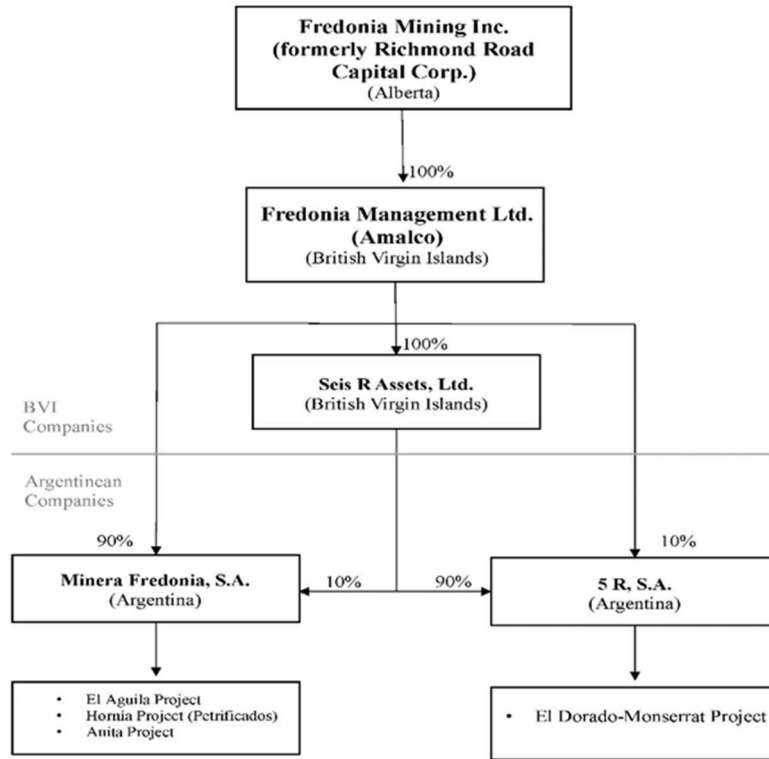 Fredonia Mining Inc.
(formerly Richmond Road
Capital Corp.)
(Alberta)
100%
Fredonia Management Ltd.
(Amalco)
(British Virgin Islands)
100%
Seis R Assets, Ltd.
(British Virgin Islands)
BVI
Companies
Argentinean
Companies
90%
10%
Minera Fredonia, S.A.
(Argentina)
10%
90%
5 R, S.A.
(Argentina)
• El Aguila Project
• Hornia Project (Petrificados)
• Anita Project
• El Dorado-Monserrat Project